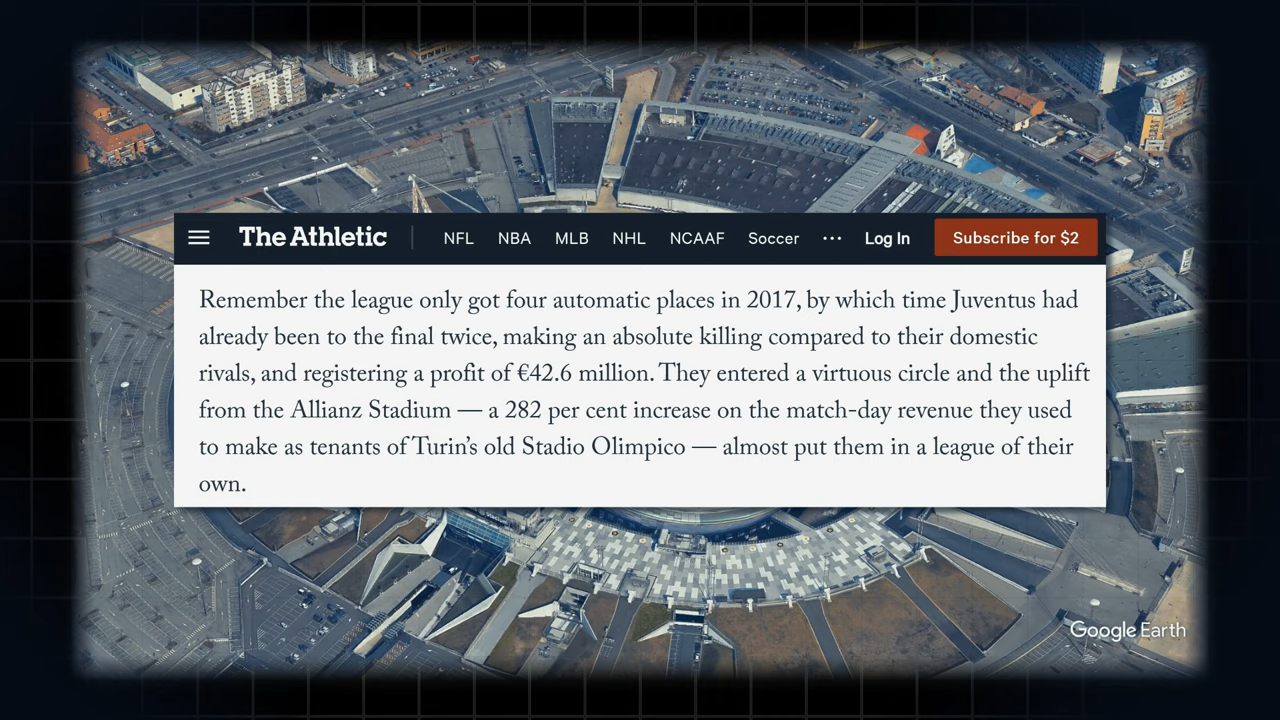 The Athletic
NFL NBA MLB NHL NCAAF Soccer ··· Log In Subscribe for $2
Remember the league only got four automatic places in 2017, by which time Juventus had
already been to the final twice, making an absolute killing compared to their domestic
rivals, and registering a profit of €42.6 million. They entered a virtuous circle and the uplift
from the Allianz Stadium — a 282 per cent increase on the match-day revenue they used
to make as tenants of Turin’s old Stadio Olimpico — almost put them in a league of their
own.
Google Earth